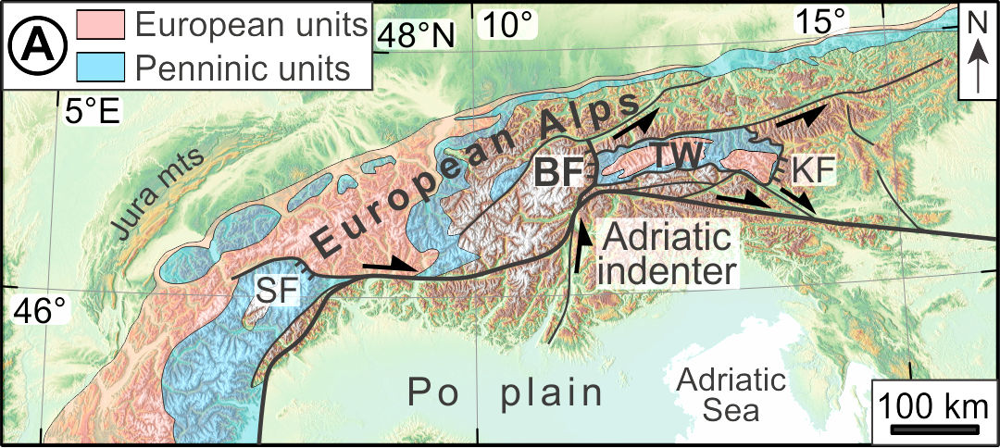 A
European units
Penninic units
48°N
10°
15°
N
5°E
Jura mts
European Alps
BF
TW
KF
SF
Adriatic
indenter
46°
Po plain
Adriatic
Sea
100 km